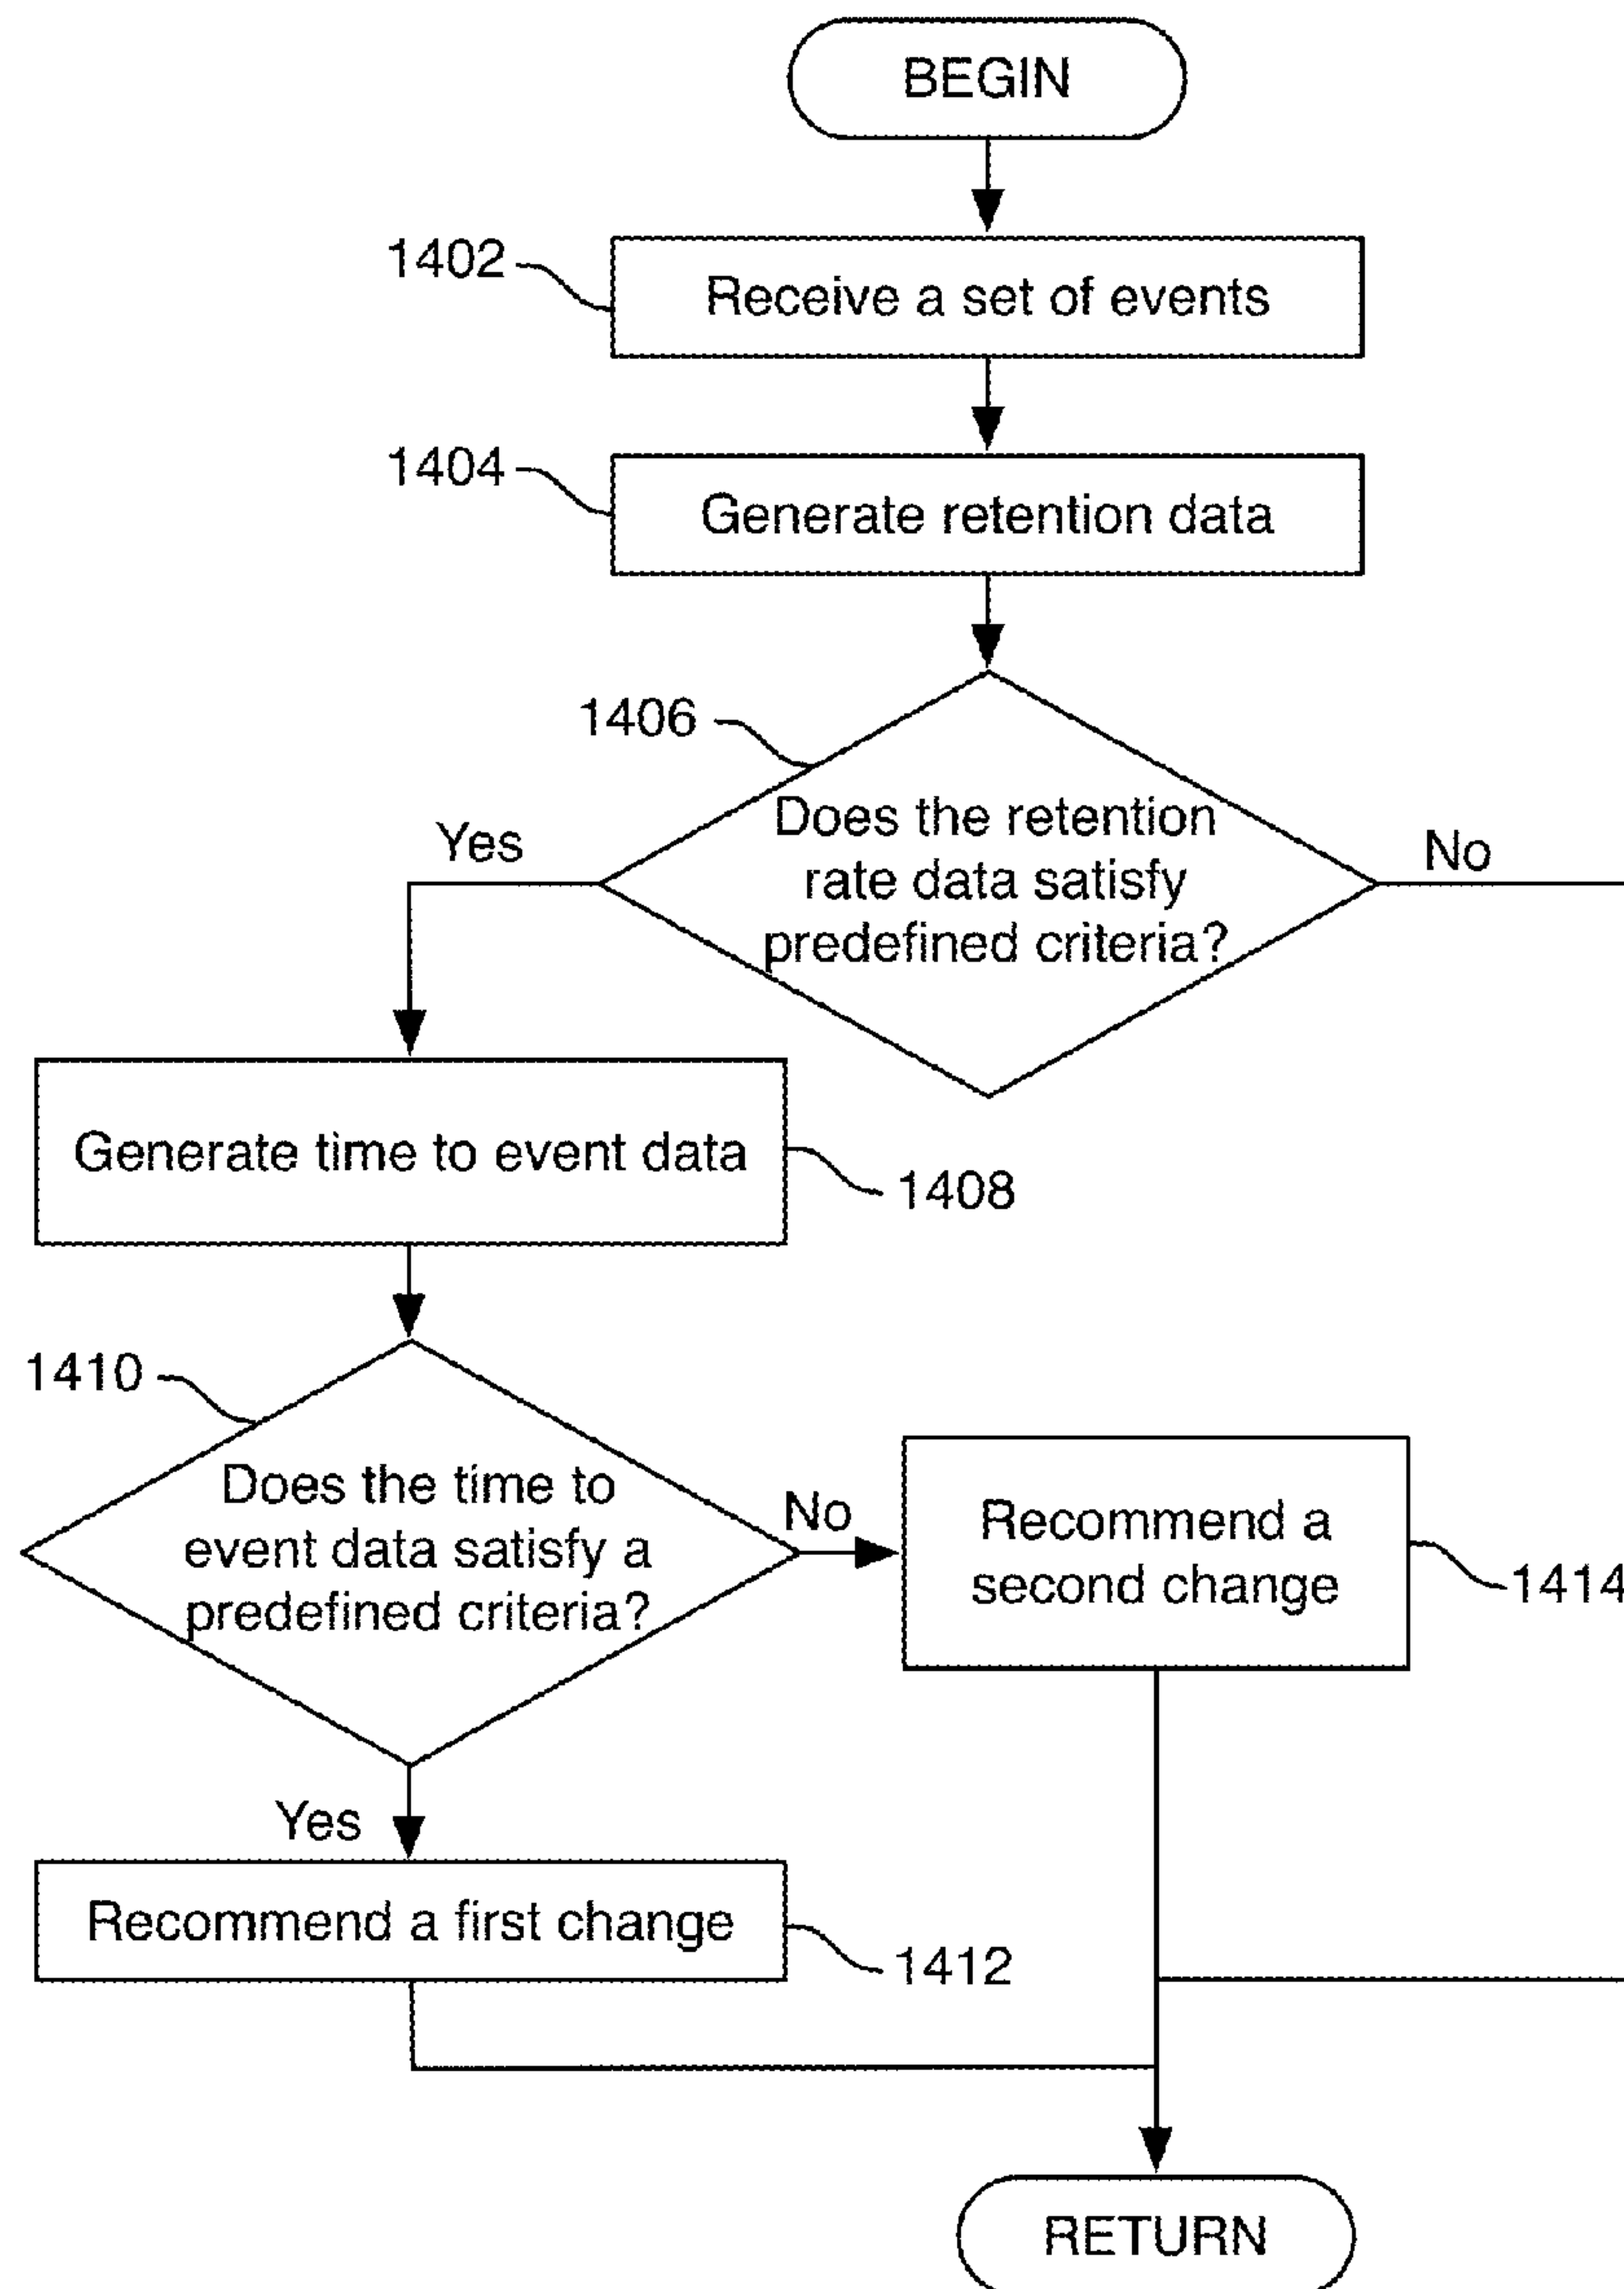 BEGIN
1402
Receive a set of events
1404
Generate retention data
1406
Does the retention
rate data satisfy
predefined criteria?
Yes
No
Generate time to event data
1408
1410
Does the time to
event data satisfy a
predefined criteria?
No
Recommend a
second change
1414
Yes
Recommend a first change
1412
RETURN